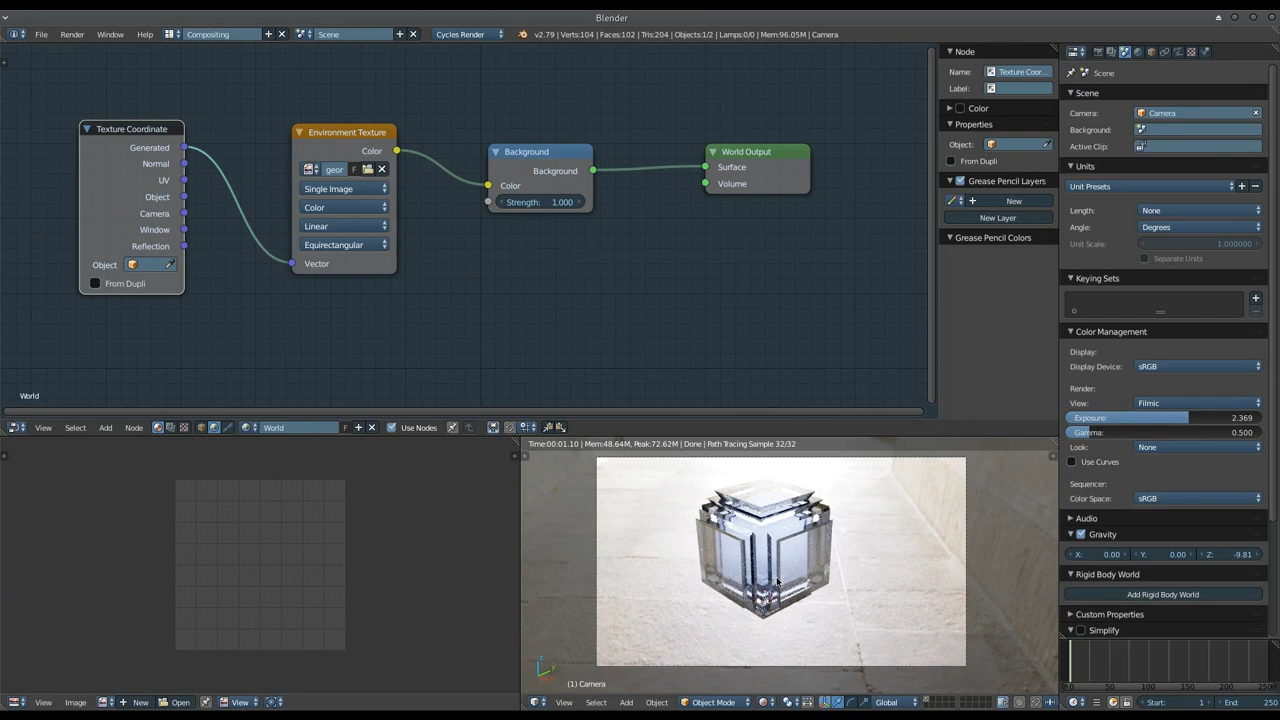 Blender
File Render Window Help Compositing Scene Cycles Render v2.79 | Verts:104 | Faces:102 | Tris:204 | Objects:1/2 | Lamps:0/0 | Mem:96.05M | Camera
Texture Coordinate
Generated
Normal
UV
Object
Camera
Window
Reflection
Object
From Dupli
Environment Texture
Color
geor F
Single Image
Color
Linear
Equirectangular
Vector
Background
Background
Color
Strength: 1.000
World Output
Surface
Volume
World
Node
Name: Texture Coor...
Label:
Color
Properties
Object:
From Dupli
Grease Pencil Layers
New
New Layer
Grease Pencil Colors
Scene
Scene
Camera: Camera
Background:
Active Clip:
Units
Unit Presets
Length: None
Angle: Degrees
Unit Scale: 1.000000
Separate Units
Keying Sets
Color Management
Display:
Display Device: sRGB
Render:
View: Filmic
Exposure: 2.369
Gamma: 0.500
Look: None
Use Curves
Sequencer:
Color Space: sRGB
Audio
Gravity
X: 0.00 Y: 0.00 Z: -9.81
Rigid Body World
Add Rigid Body World
Custom Properties
Simplify
View Select Add Node World F Use Nodes
Time:00:01.10 | Mem:48.64M, Peak:72.62M | Done | Path Tracing Sample 32/32
(1) Camera
0 50 100 150 200 250
View Image New Open View
View Select Add Object Object Mode Global
Start: 1 End: 250